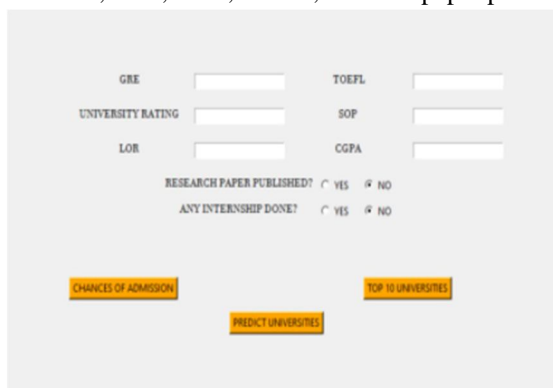 GRE TOEFL
UNIVERSITY RATING SOP
LOR CGPA
RESEARCH PAPER PUBLISHED? YES NO
ANY INTERNSHIP DONE? YES NO
CHANCES OF ADMISSION TOP 10 UNIVERSITIES
PREDICT UNIVERSITIES